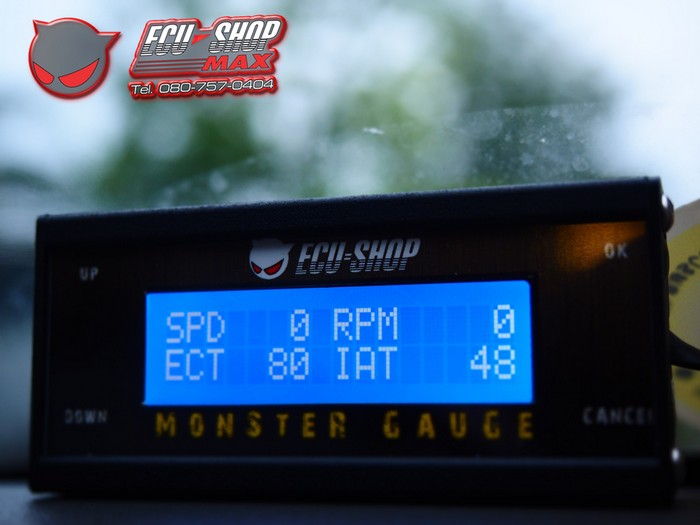 ECU=SHOP
MAX
Tel. 080-757-0404
ECU=SHOP
UP
OK
SPD 0 RPM 0
ECT 80 IAT 48
DOWN
CANCEL
MONSTER GAUGE